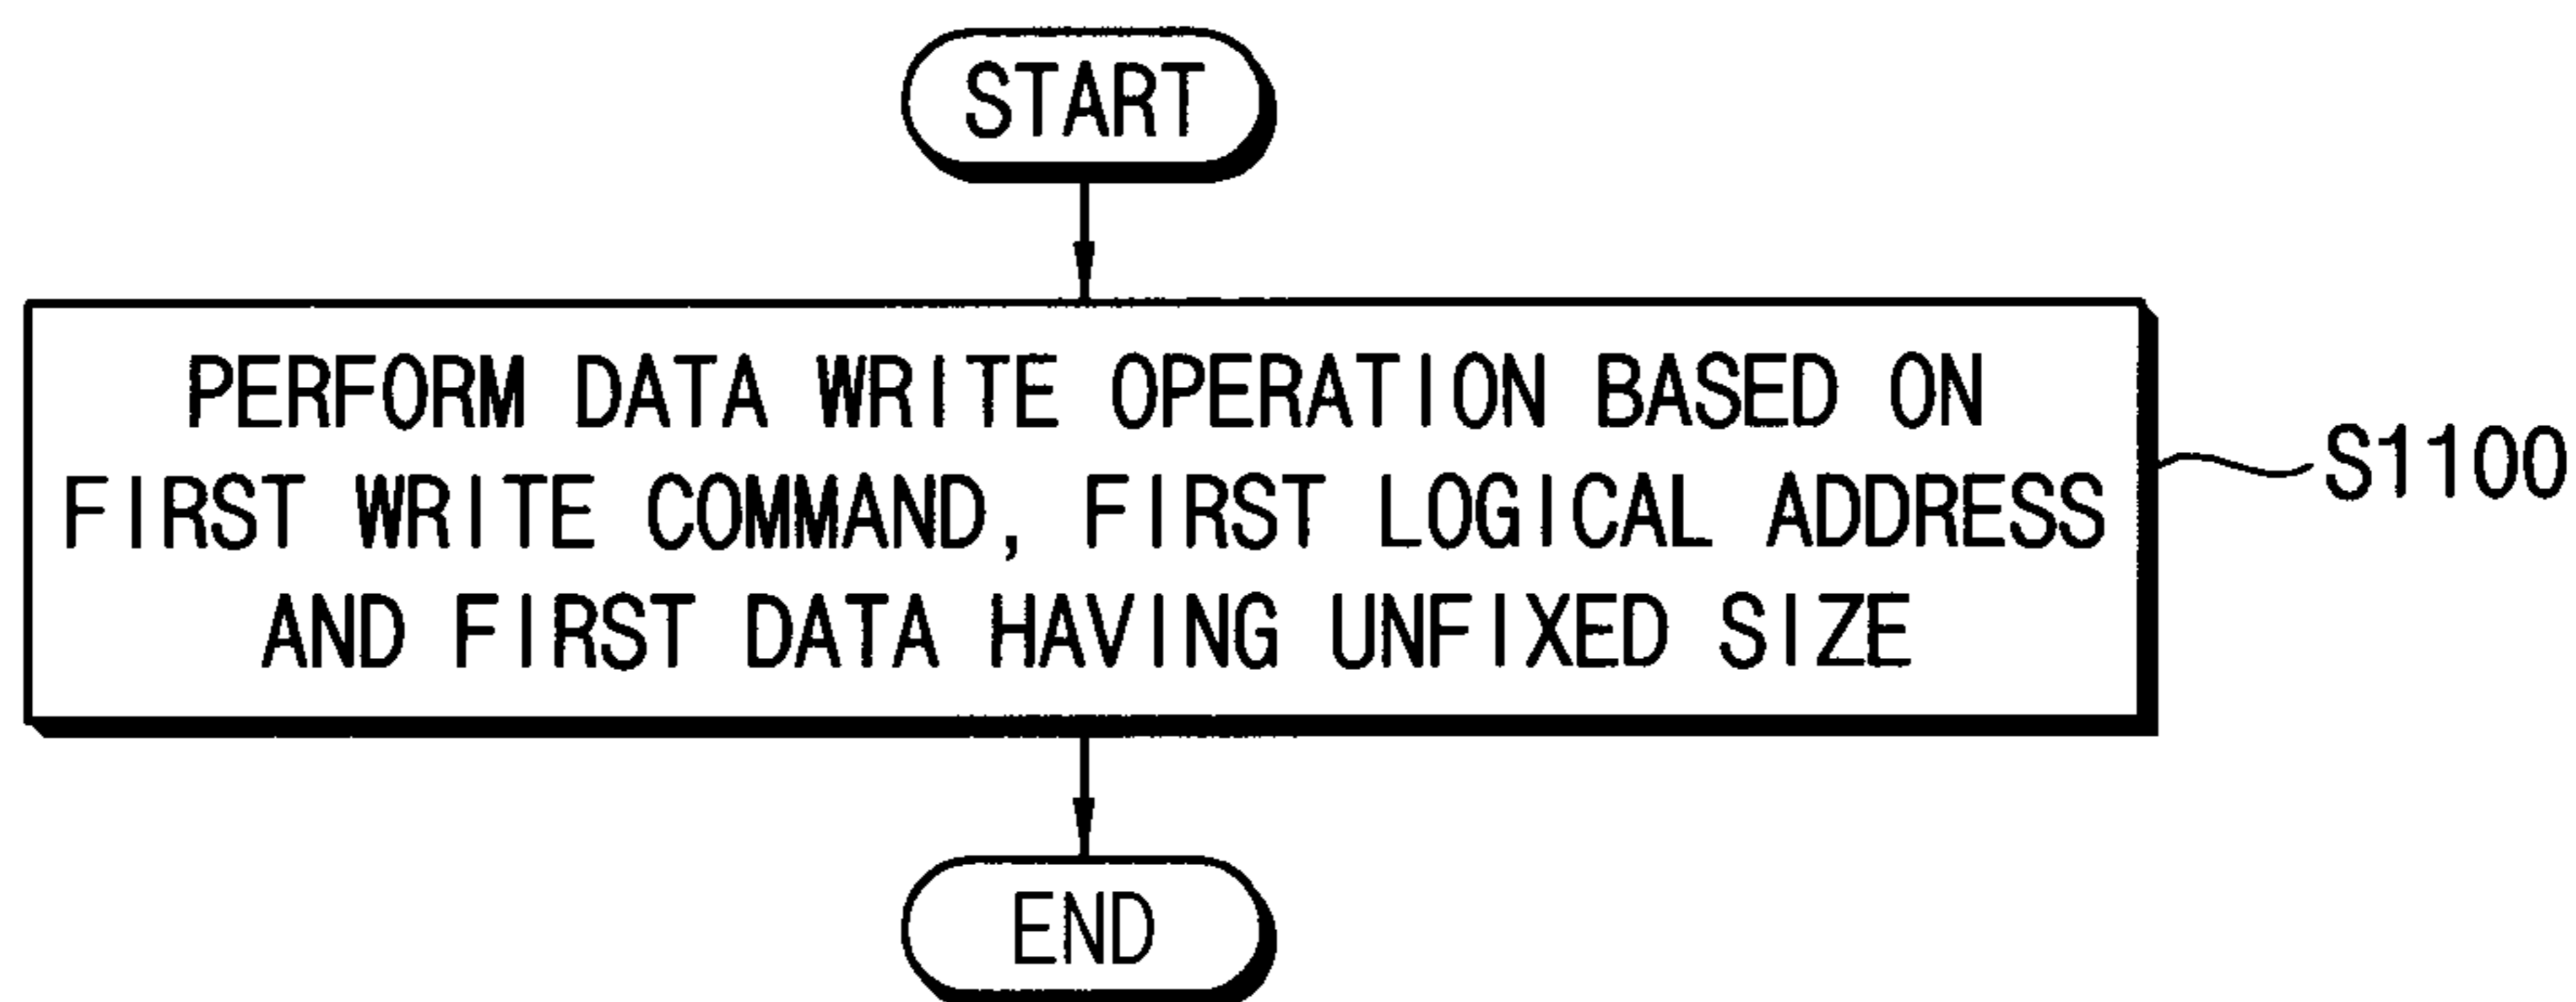 START
PERFORM DATA WRITE OPERATION BASED ON
FIRST WRITE COMMAND, FIRST LOGICAL ADDRESS
AND FIRST DATA HAVING UNFIXED SIZE
S1100
END